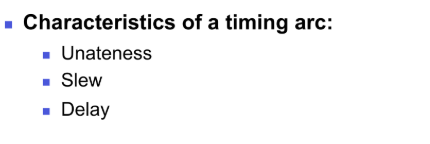 Characteristics of a timing arc:
Unateness
Slew
Delay